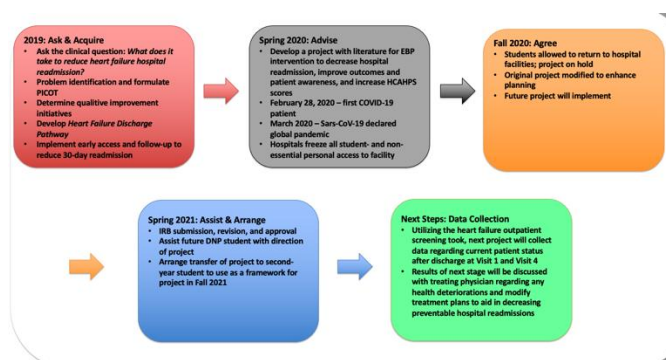 2019: Ask & Acquire
• Ask the clinical question: What does it
take to reduce heart failure hospital
readmission?
• Problem identification and formulate
PICOT
• Determine qualitive improvement
initiatives
• Develop Heart Failure Discharge
Pathway
• Implement early access and follow-up to
reduce 30-day readmission
Spring 2020: Advise
• Develop a project with literature for EBP
intervention to decrease hospital
readmission, improve outcomes and
patient awareness, and increase HCAHPS
scores
• February 28, 2020 – first COVID-19
patient
• March 2020 – Sars-CoV-19 declared
global pandemic
• Hospitals freeze all student- and non-
essential personal access to facility
Fall 2020: Agree
• Students allowed to return to hospital
facilities; project on hold
• Original project modified to enhance
planning
• Future project will implement
Spring 2021: Assist & Arrange
• IRB submission, revision, and approval
• Assist future DNP student with direction
of project
• Arrange transfer of project to second-
year student to use as a framework for
project in Fall 2021
Next Steps: Data Collection
• Utilizing the heart failure outpatient
screening took, next project will collect
data regarding current patient status
after discharge at Visit 1 and Visit 4
• Results of next stage will be discussed
with treating physician regarding any
health deteriorations and modify
treatment plans to aid in decreasing
preventable hospital readmissions